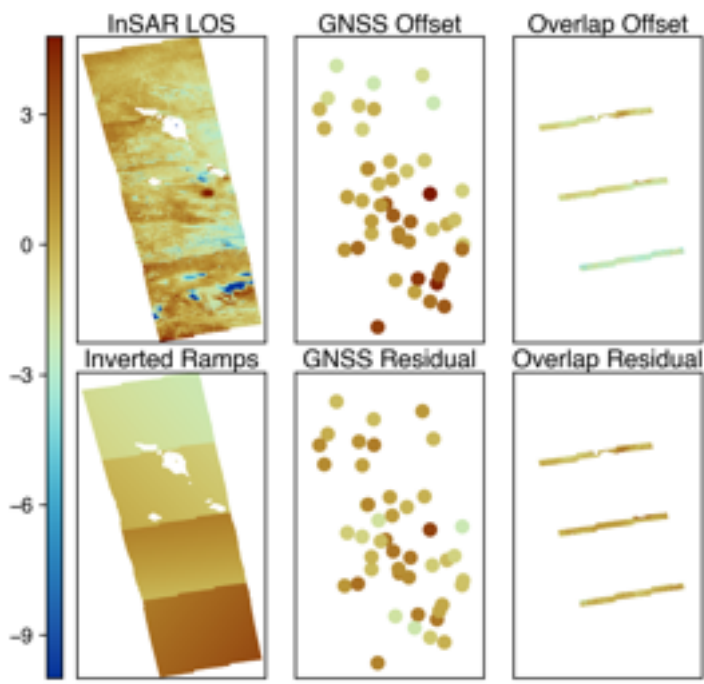 InSAR LOS GNSS Offset Overlap Offset
3
0
−3
Inverted Ramps GNSS Residual Overlap Residual
−6
−9